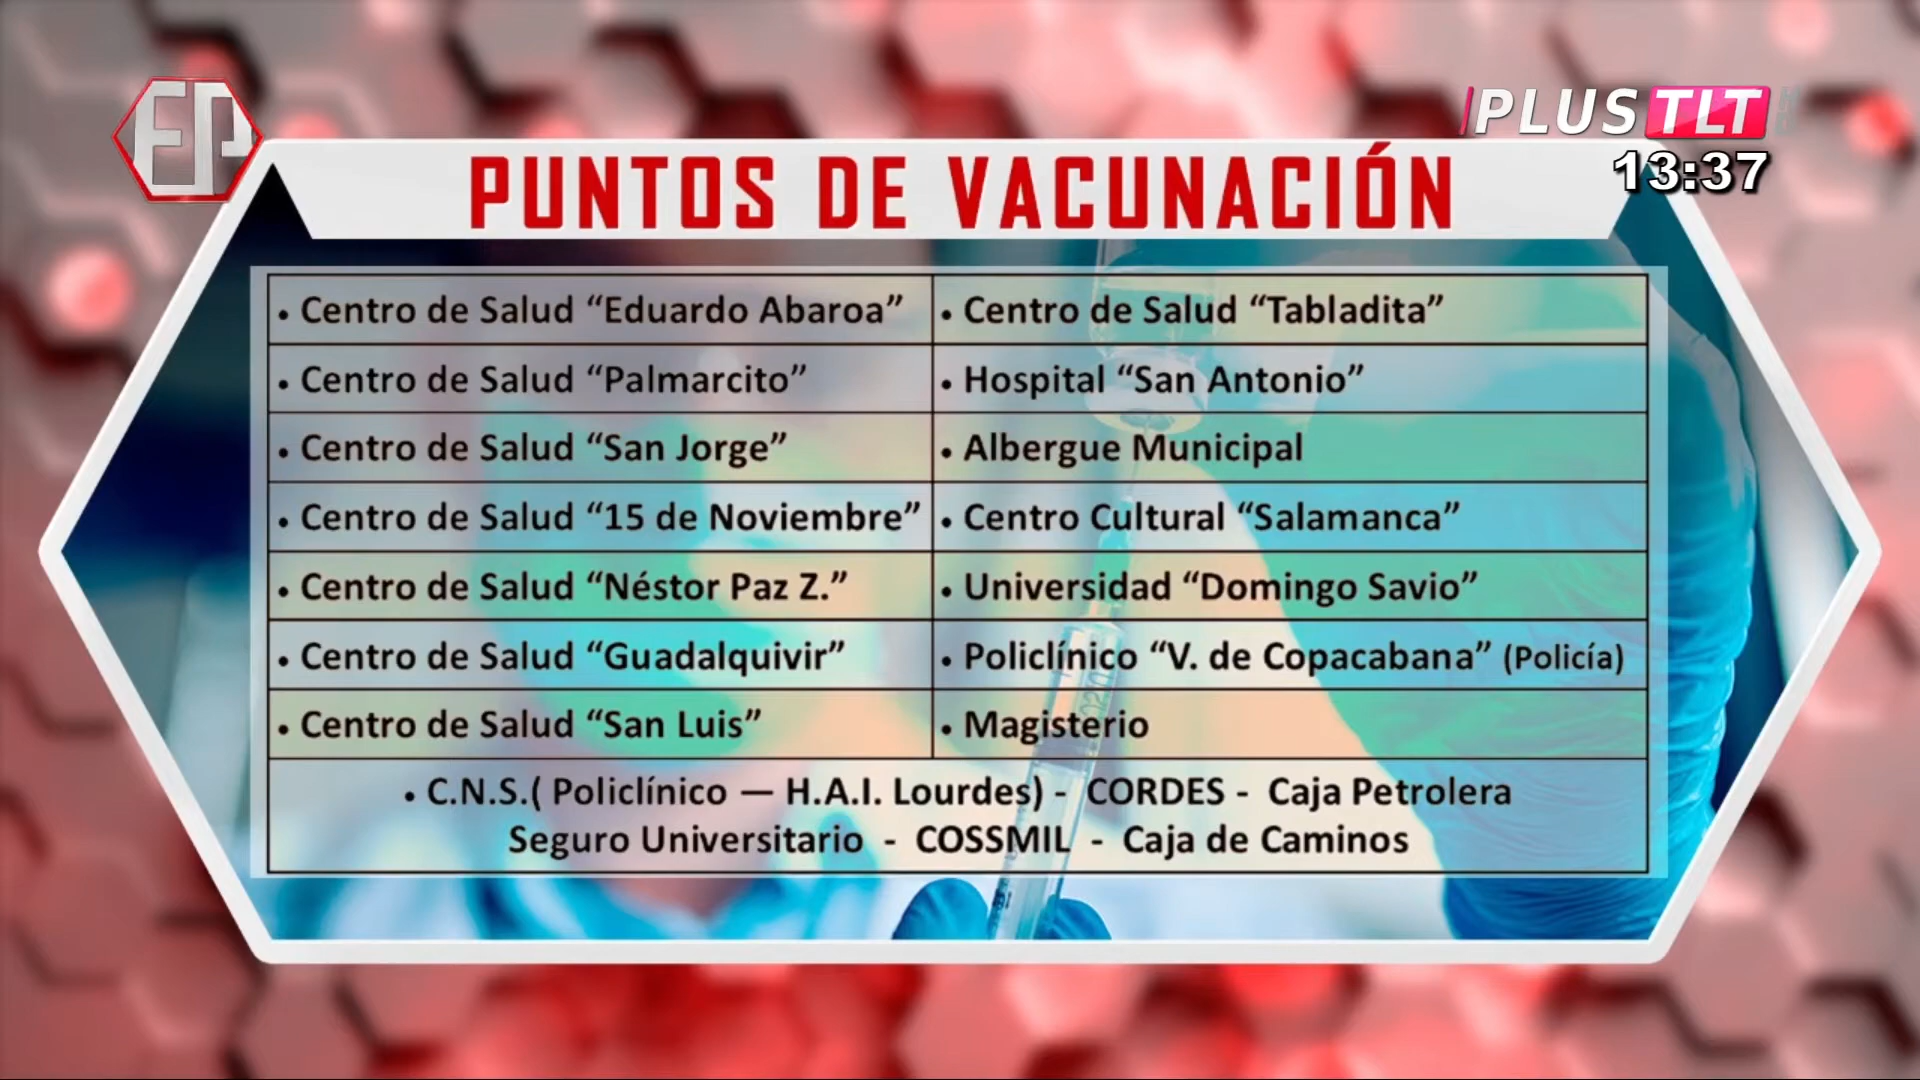 EP
PLUS TLT
13:37
PUNTOS DE VACUNACIÓN
• Centro de Salud “Eduardo Abaroa”
• Centro de Salud “Tabladita”
• Centro de Salud “Palmarcito”
• Hospital “San Antonio”
• Centro de Salud “San Jorge”
• Albergue Municipal
• Centro de Salud “15 de Noviembre”
• Centro Cultural “Salamanca”
• Centro de Salud “Néstor Paz Z.”
• Universidad “Domingo Savio”
• Centro de Salud “Guadalquivir”
• Policlínico “V. de Copacabana” (Policía)
• Centro de Salud “San Luis”
• Magisterio
• C.N.S.( Policlínico — H.A.I. Lourdes) - CORDES - Caja Petrolera
Seguro Universitario - COSSMIL - Caja de Caminos